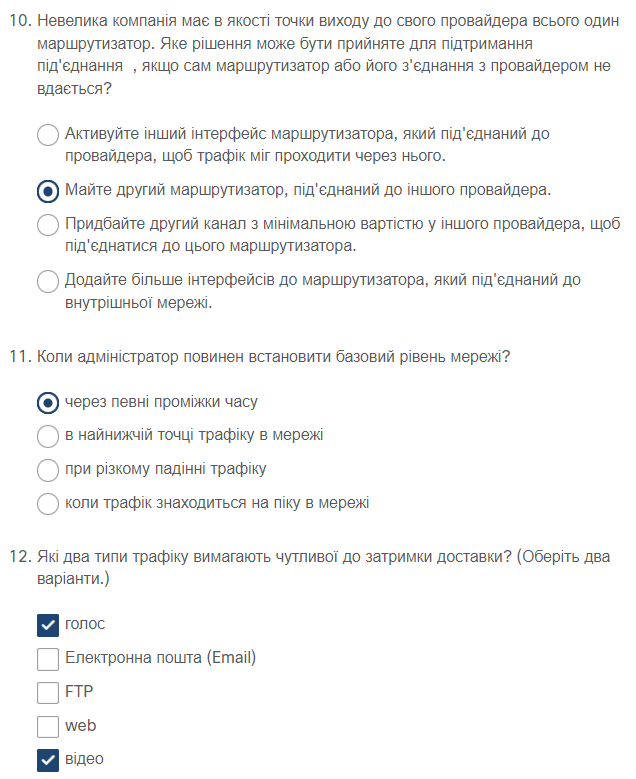 10. Невелика компанія має в якості точки виходу до свого провайдера всього один
маршрутизатор. Яке рішення може бути прийняте для підтримання
під'єднання , якщо сам маршрутизатор або його з'єднання з провайдером не
вдається?
Активуйте інший інтерфейс маршрутизатора, який під'єднаний до
провайдера, щоб трафік міг проходити через нього.
Майте другий маршрутизатор, під'єднаний до іншого провайдера.
Придбайте другий канал з мінімальною вартістю у іншого провайдера, щоб
під'єднатися до цього маршрутизатора.
Додайте більше інтерфейсів до маршрутизатора, який під'єднаний до
внутрішньої мережі.
11. Коли адміністратор повинен встановити базовий рівень мережі?
через певні проміжки часу
в найнижчій точці трафіку в мережі
при різкому падінні трафіку
коли трафік знаходиться на піку в мережі
12. Які два типи трафіку вимагають чутливої до затримки доставки? (Оберіть два
варіанти.)
голос
Електронна пошта (Email)
FTP
web
відео